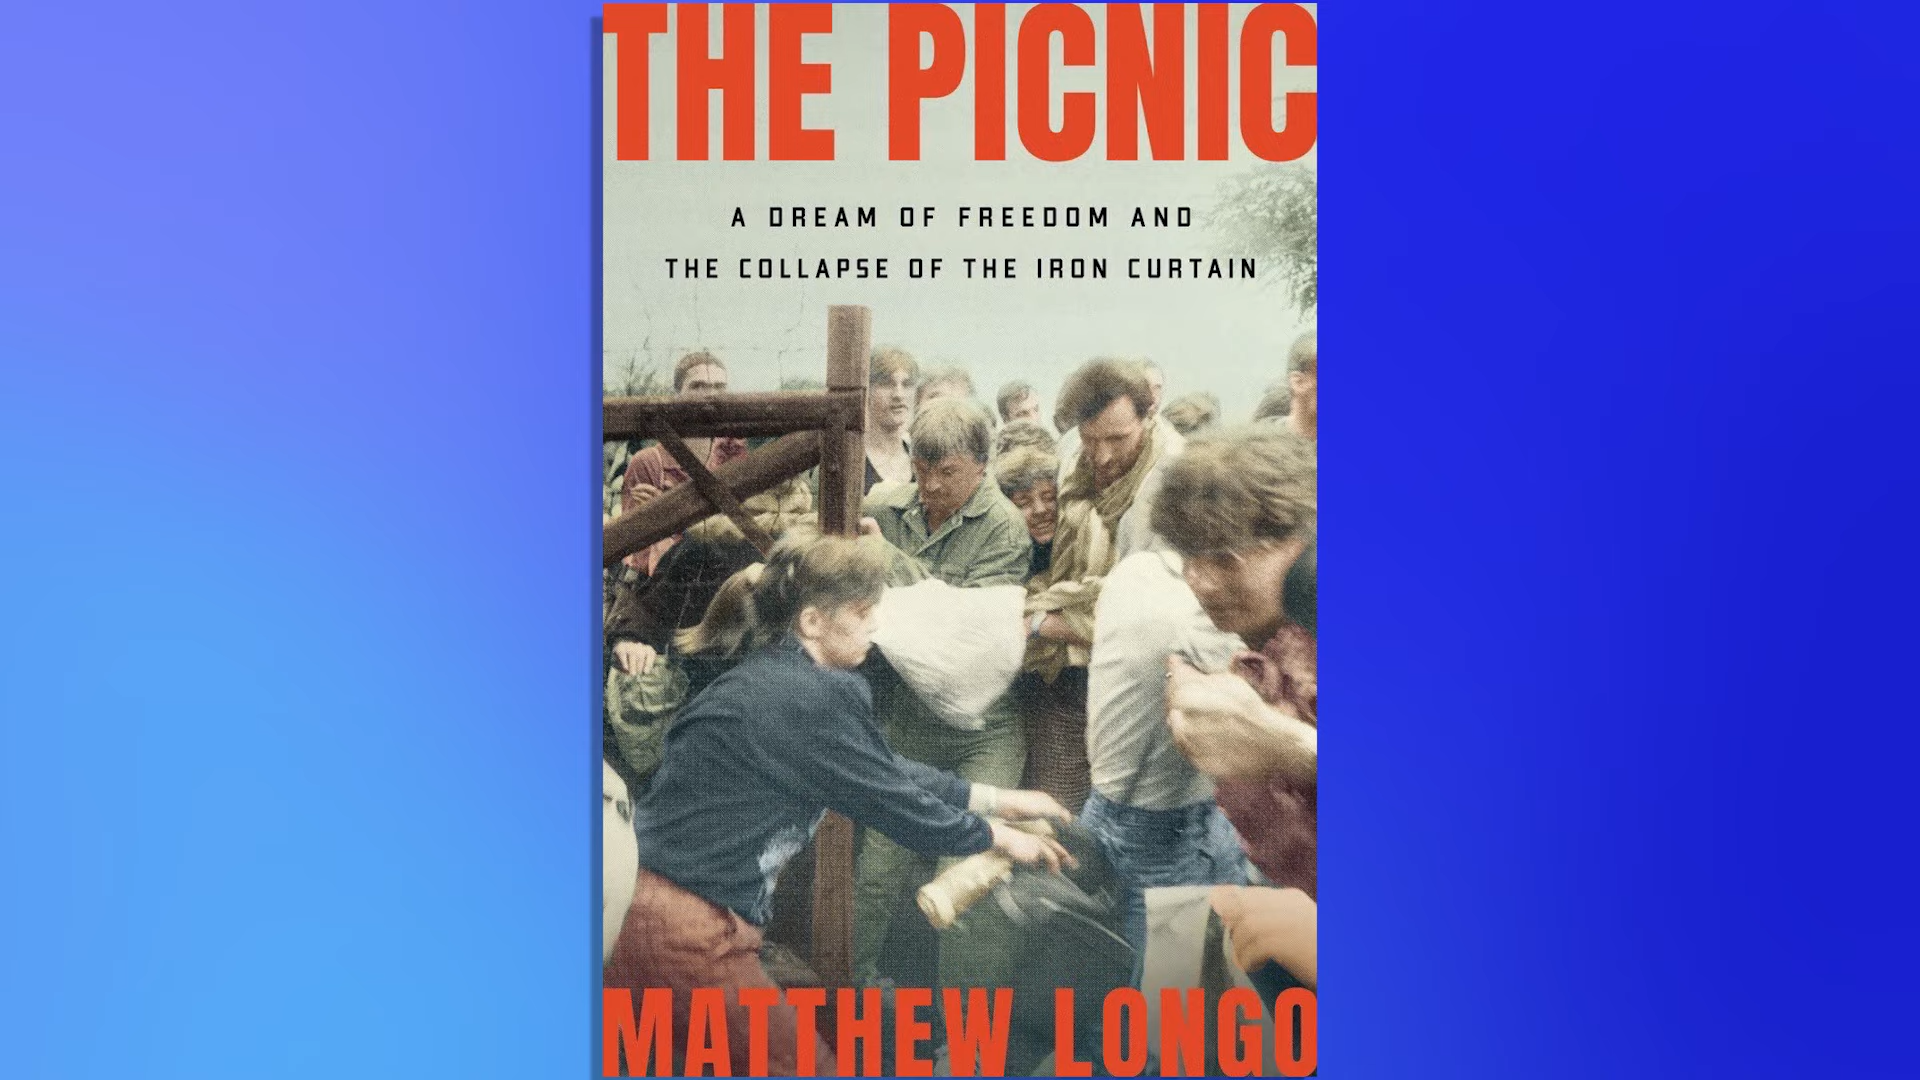 THE PICNIC
A DREAM OF FREEDOM AND
THE COLLAPSE OF THE IRON CURTAIN
MATTHEW LONGO